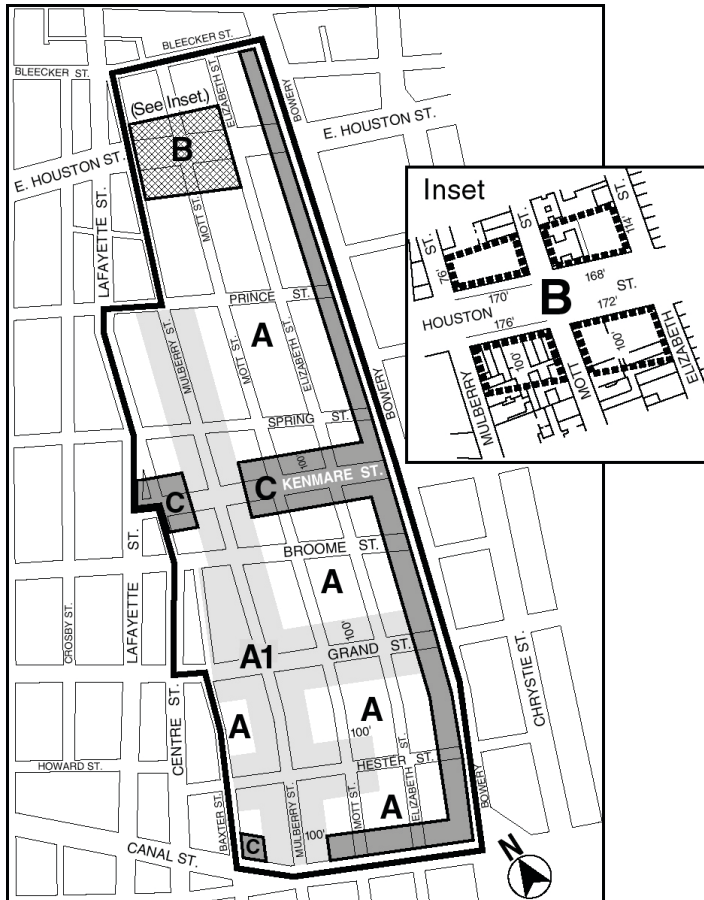 BLEECKER ST.
BLEECKER ST.
ELIZABETH ST.
BOWERY
(See Inset.)
E. HOUSTON ST.
B
E. HOUSTON ST.
LAFAYETTE ST.
MOTT ST.
PRINCE ST.
A
MULBERRY ST.
MOTT ST.
ELIZABETH ST.
BOWERY
SPRING ST.
100'
C
C
KENMARE ST.
ST.
BROOME ST.
A
LAFAYETTE
CROSBY ST.
100'
A1
GRAND ST.
CHRYSTIE ST.
CENTRE ST.
A
A
100'
HOWARD ST.
HESTER ST.
ELIZABETH ST.
BOWERY
BAXTER ST.
MULBERRY ST.
MOTT ST.
A
100'
C
CANAL ST.
N
Inset
ST.
ST.
76'
114'
170'
168'
B
ST.
HOUSTON
176'
172'
100'
100'
MULBERRY
MOTT
ELIZABETH